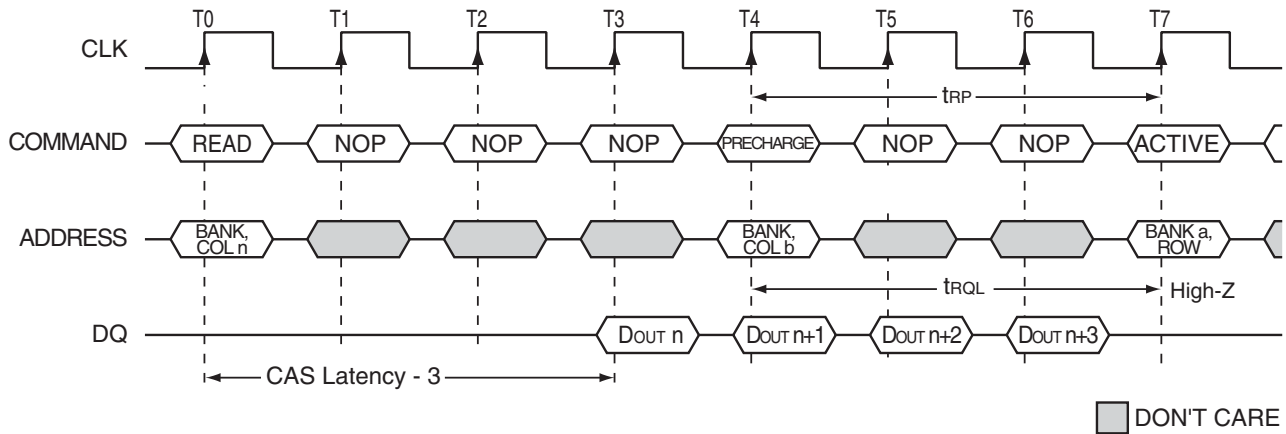 T0 T1 T2 T3 T4 T5 T6 T7
CLK
tRP
COMMAND READ NOP NOP NOP PRECHARGE NOP NOP ACTIVE
ADDRESS BANK, COL n BANK, COL b BANK a, ROW
tRQL High-Z
DQ DOUT n DOUT n+1 DOUT n+2 DOUT n+3
CAS Latency - 3
DON'T CARE